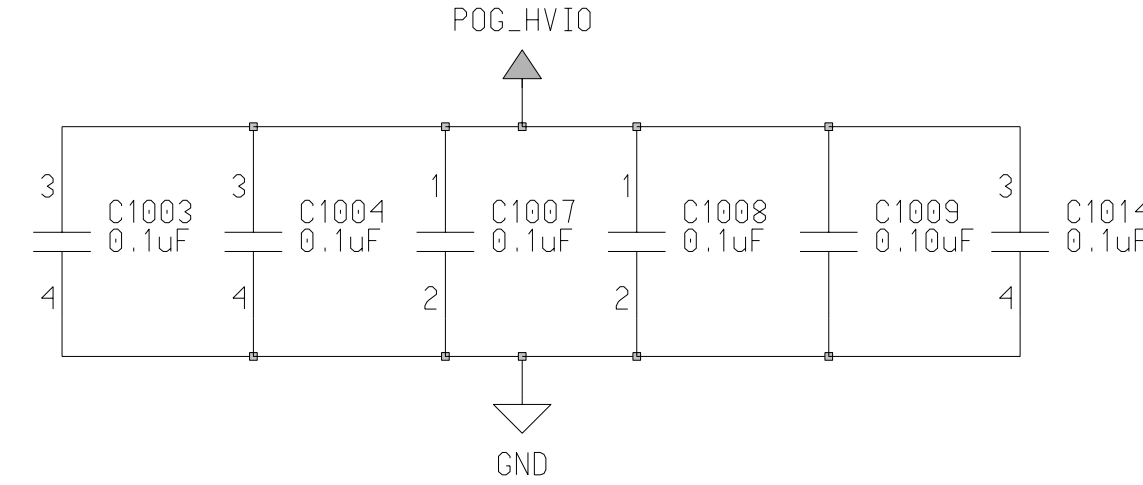 POG_HVIO
3
3
1
1
3
C1003
0.1uF
C1004
0.1uF
C1007
0.1uF
C1008
0.1uF
C1009
0.10uF
C1014
0.1uF
4
4
2
2
4
GND